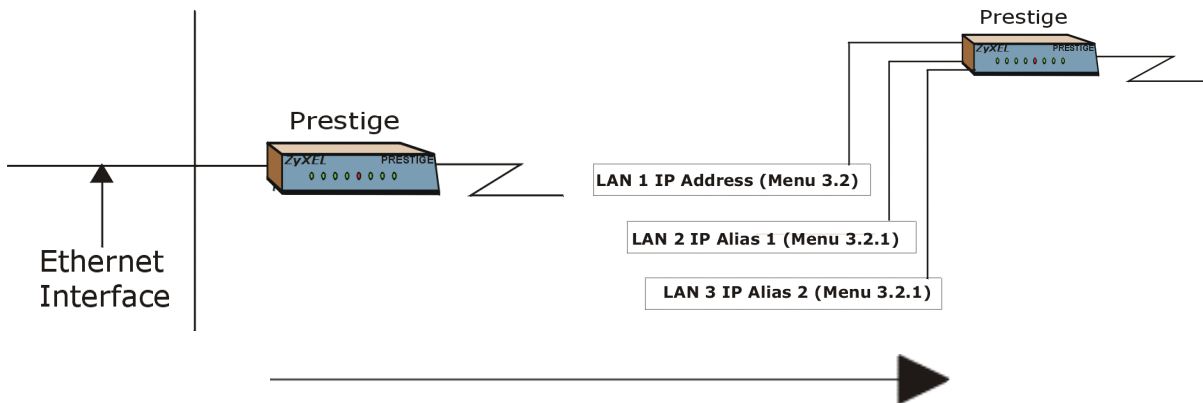 Prestige
ZyXEL PRESTIGE
Ethernet
Interface
Prestige
ZyXEL PRESTIGE
LAN 1 IP Address (Menu 3.2)
LAN 2 IP Alias 1 (Menu 3.2.1)
LAN 3 IP Alias 2 (Menu 3.2.1)